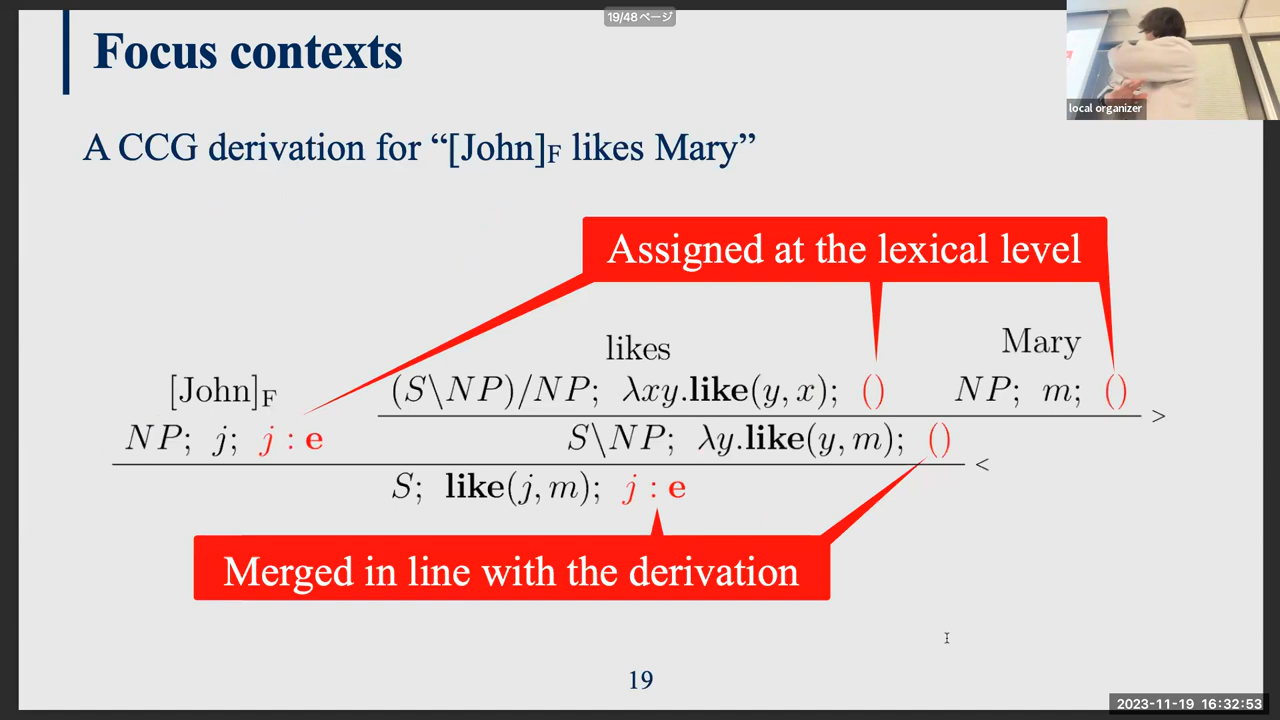 19/48ページ
Focus contexts
local organizer
A CCG derivation for “[John]F likes Mary”
Assigned at the lexical level
likes
Mary
[John]F
(S\NP)/NP; λxy.like(y, x); ()
NP; m; ()
>
NP; j; j : e
S\NP; λy.like(y, m); ()
<
S; like(j, m); j : e
Merged in line with the derivation
19
2023-11-19 16:32:53